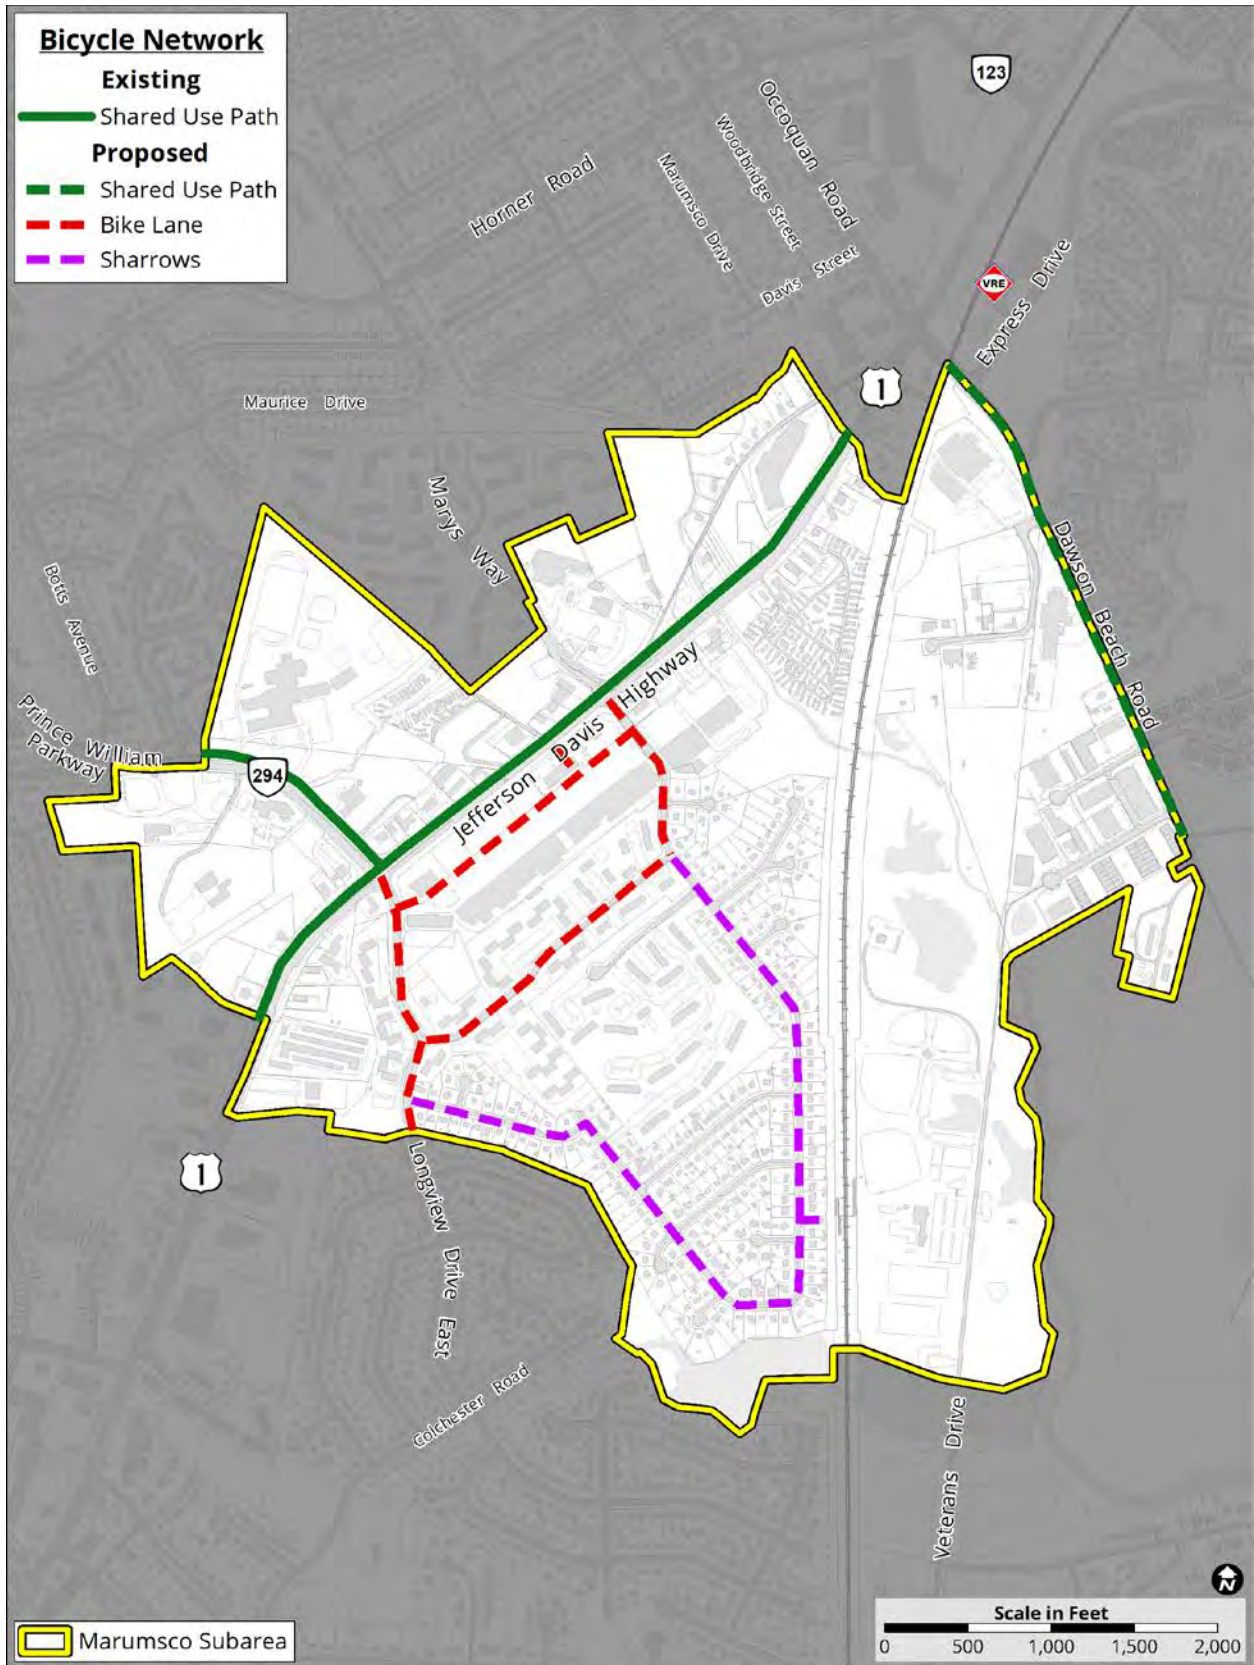 Bicycle Network
Existing
Shared Use Path
Proposed
Shared Use Path
Bike Lane
Sharrows
123
Occoquan Road
Woodbridge Street
Marumsco Drive
Horner Road
Davis Street
VRE
Express Drive
1
Maurice Drive
Marys Way
Dawson Beach Road
Botts Avenue
Prince William
Parkway
294
Jefferson Davis Highway
1
Longview Drive East
Colchester Road
Veterans Drive
N
Scale in Feet
0 500 1,000 1,500 2,000
Marumsco Subarea